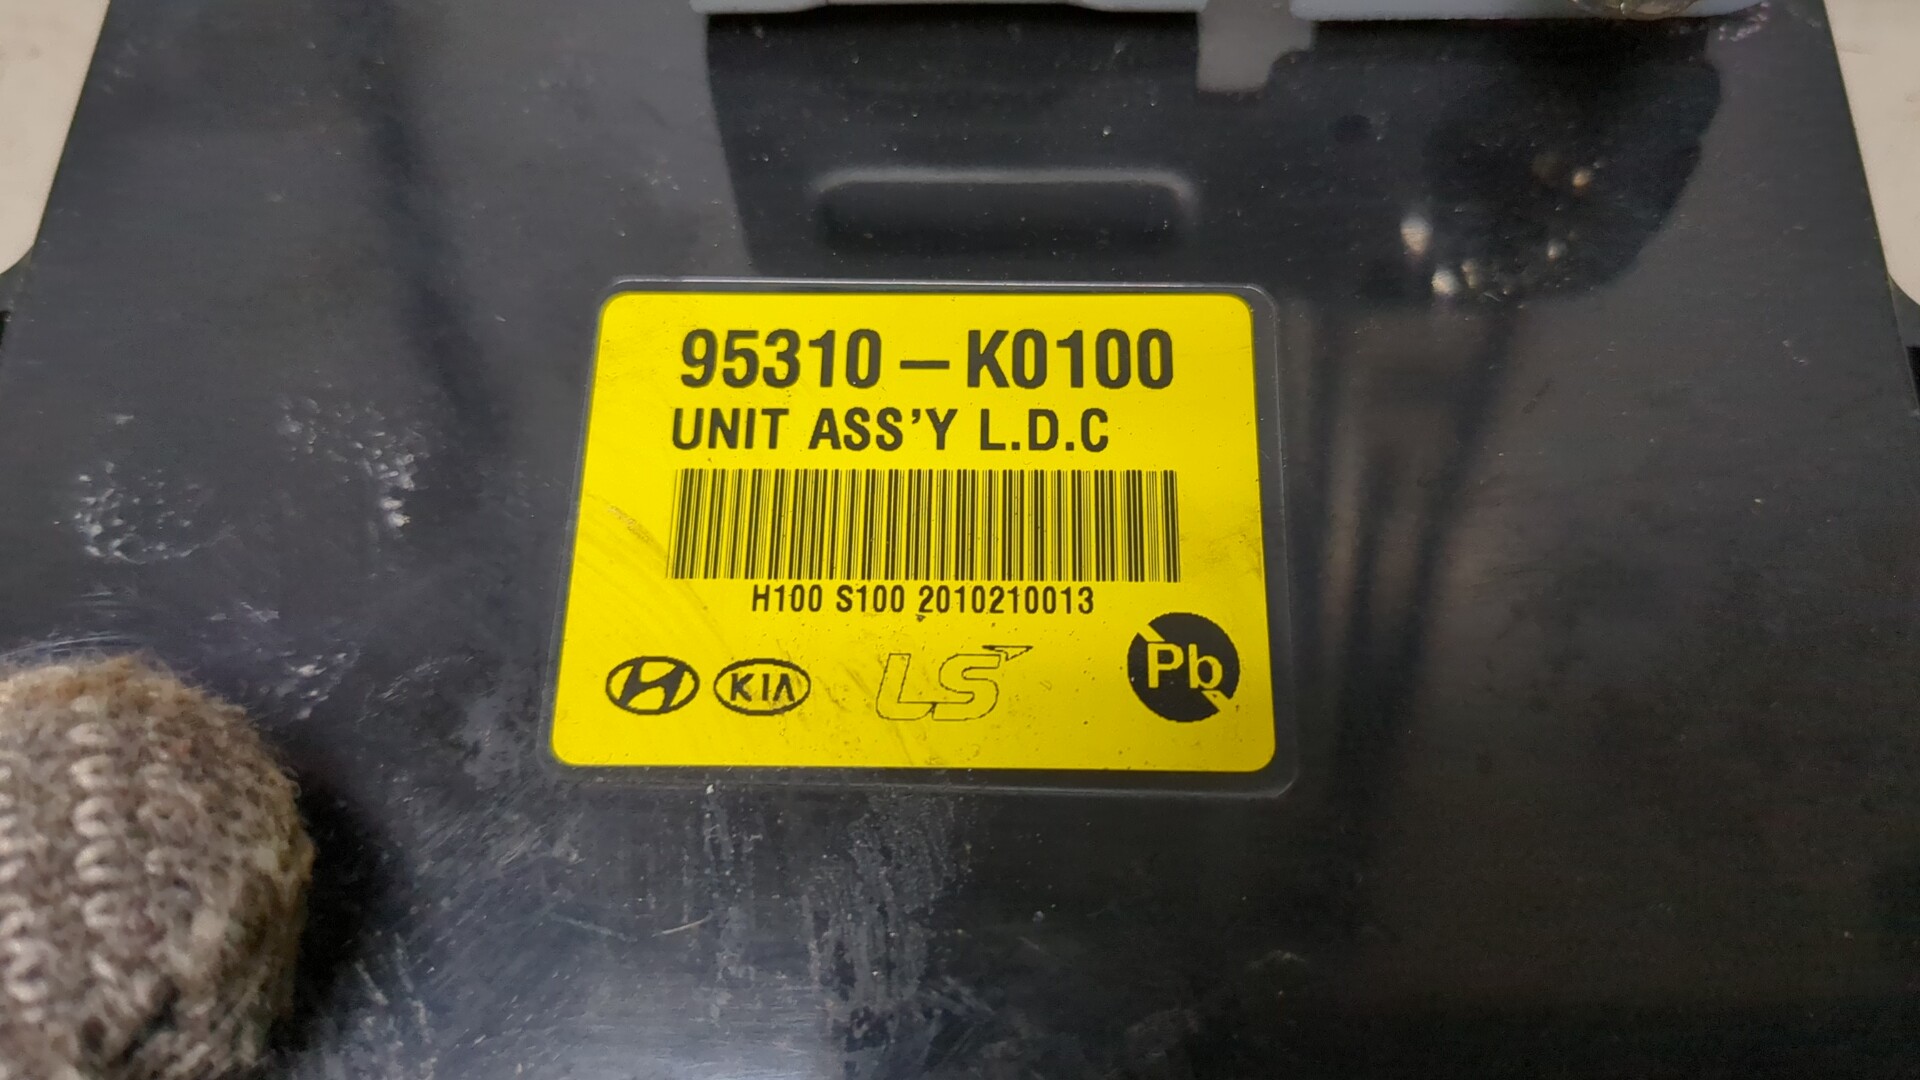 95310-K0100
UNIT ASS'Y L.D.C
H100 S100 2010210013
KIA LS Pb